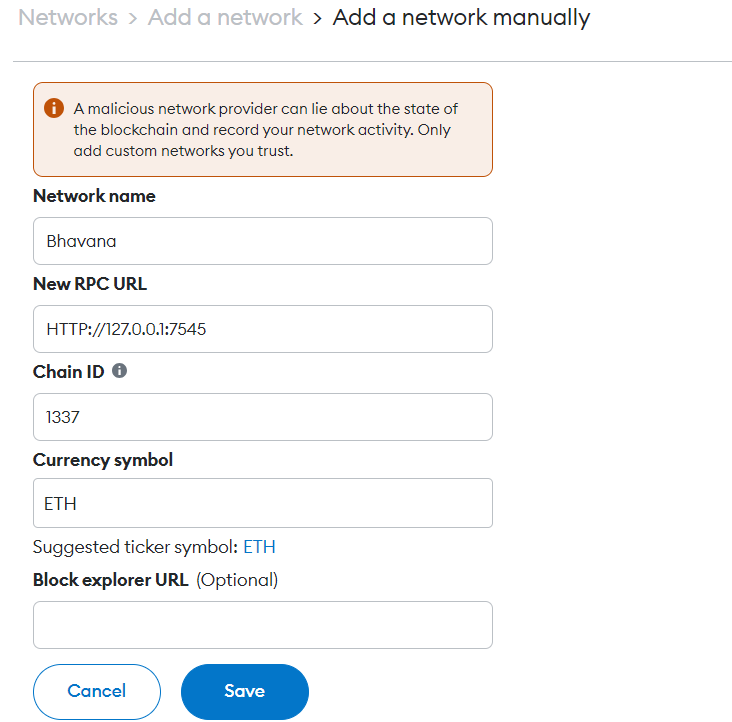 Networks > Add a network > Add a network manually
A malicious network provider can lie about the state of
the blockchain and record your network activity. Only
add custom networks you trust.
Network name
Bhavana
New RPC URL
HTTP://127.0.0.1:7545
Chain ID
1337
Currency symbol
ETH
Suggested ticker symbol: ETH
Block explorer URL (Optional)
Cancel Save